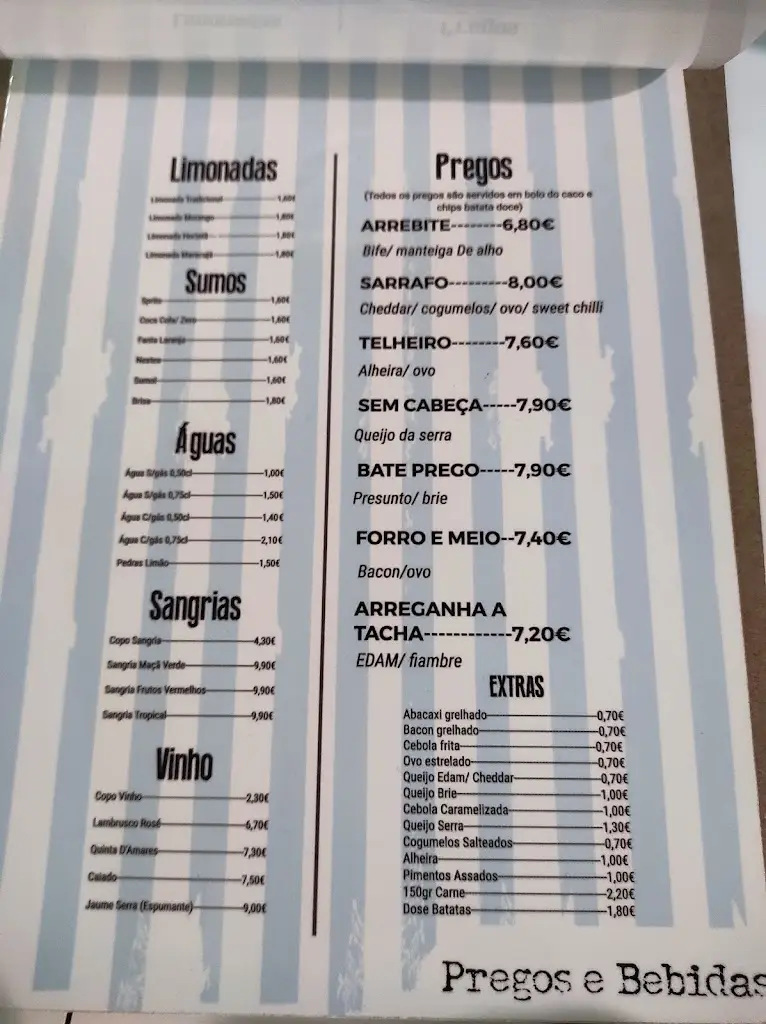 Limonadas
Limonada Tradicional 1,60€
Limonada Morango 1,80€
Limonada Hortelã 1,80€
Limonada Maracujá 1,80€
Sumos
Sprite 1,60€
Coca Cola/ Zero 1,60€
Fanta Laranja 1,60€
Nestea 1,60€
Sumol 1,60€
Brisa 1,80€
Águas
Água S/gás 0,50cl 1,00€
Água S/gás 0,75cl 1,50€
Água C/gás 0,50cl 1,40€
Água C/gás 0,75cl 2,10€
Pedras Limão 1,50€
Sangrias
Copo Sangria 4,30€
Sangria Maçã Verde 9,90€
Sangria Frutos Vermelhos 9,90€
Sangria Tropical 9,90€
Vinho
Copo Vinho 2,30€
Lambrusco Rosé 6,70€
Quinta D'Amares 7,30€
Caiado 7,50€
Jaume Serra (Espumante) 9,00€
Pregos
(Todos os pregos são servidos em bolo do caco e
chips batata doce)
ARREBITE--------6,80€
Bife/ manteiga De alho
SARRAFO---------8,00€
Cheddar/ cogumelos/ ovo/ sweet chilli
TELHEIRO--------7,60€
Alheira/ ovo
SEM CABEÇA-----7,90€
Queijo da serra
BATE PREGO-----7,90€
Presunto/ brie
FORRO E MEIO--7,40€
Bacon/ovo
ARREGANHA A
TACHA------------7,20€
EDAM/ fiambre
EXTRAS
Abacaxi grelhado 0,70€
Bacon grelhado 0,70€
Cebola frita 0,70€
Ovo estrelado 0,70€
Queijo Edam/ Cheddar 0,70€
Queijo Brie 1,00€
Cebola Caramelizada 1,00€
Queijo Serra 1,30€
Cogumelos Salteados 0,70€
Alheira 1,00€
Pimentos Assados 1,00€
150gr Carne 2,20€
Dose Batatas 1,80€
Pregos e Bebidas